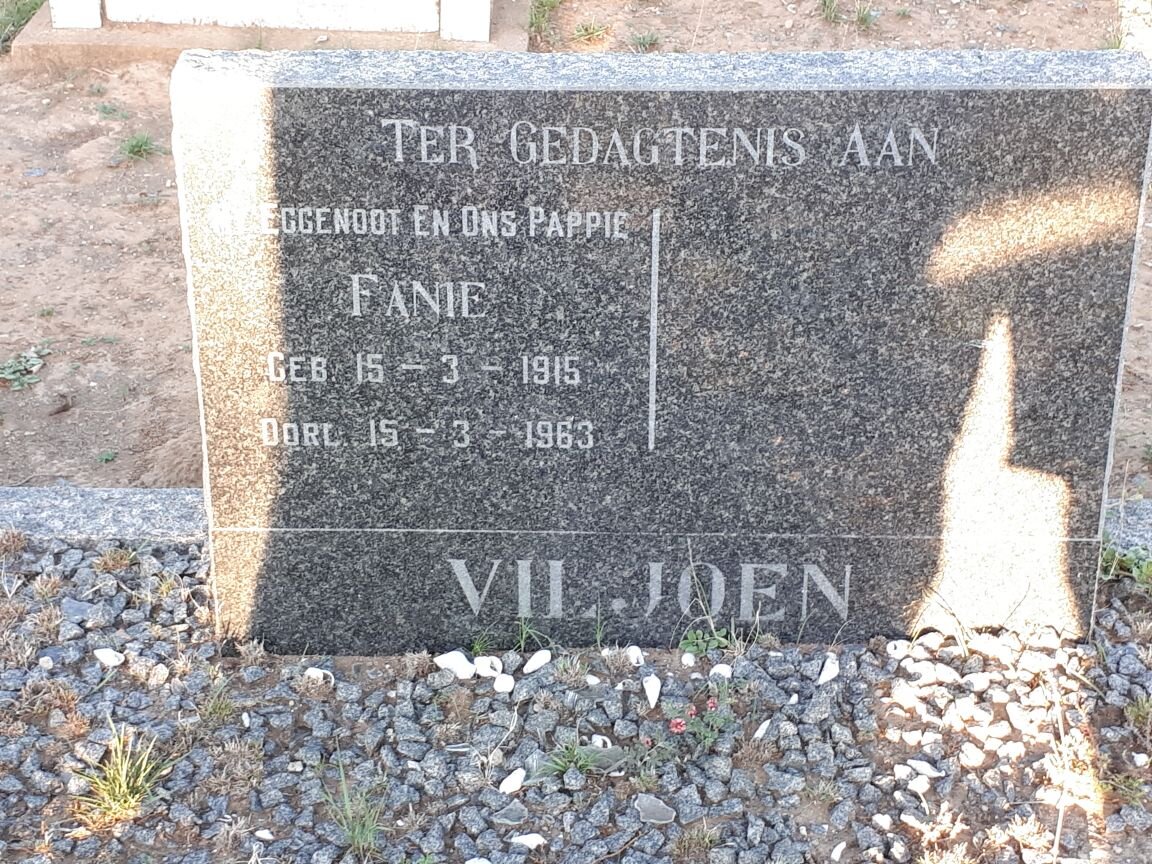 TER GEDAGTENIS AAN
EGGENOOT EN ONS PAPPIE
FANIE
GEB. 15 – 3 – 1915
OORL. 15 – 3 – 1963
VILJOEN